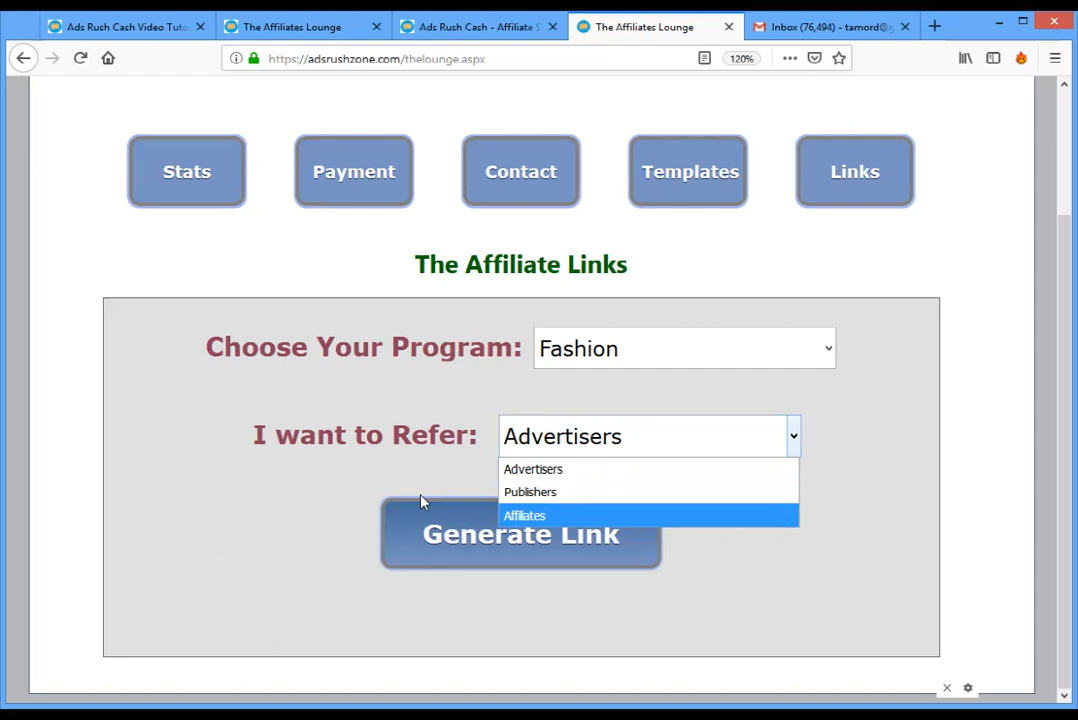 Ads Rush Cash Video Tuto
The Affiliates Lounge
Ads Rush Cash - Affiliate S
The Affiliates Lounge
Inbox (76,494) - tamord@g
https://adsrushzone.com/thelounge.aspx
120%
Stats
Payment
Contact
Templates
Links
The Affiliate Links
Choose Your Program:
Fashion
I want to Refer:
Advertisers
Advertisers
Publishers
Affiliates
Generate Link